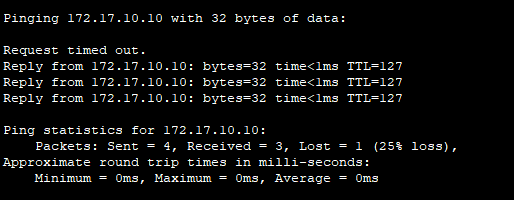 Pinging 172.17.10.10 with 32 bytes of data:
Request timed out.
Reply from 172.17.10.10: bytes=32 time<1ms TTL=127
Reply from 172.17.10.10: bytes=32 time<1ms TTL=127
Reply from 172.17.10.10: bytes=32 time<1ms TTL=127
Ping statistics for 172.17.10.10:
Packets: Sent = 4, Received = 3, Lost = 1 (25% loss),
Approximate round trip times in milli-seconds:
Minimum = 0ms, Maximum = 0ms, Average = 0ms